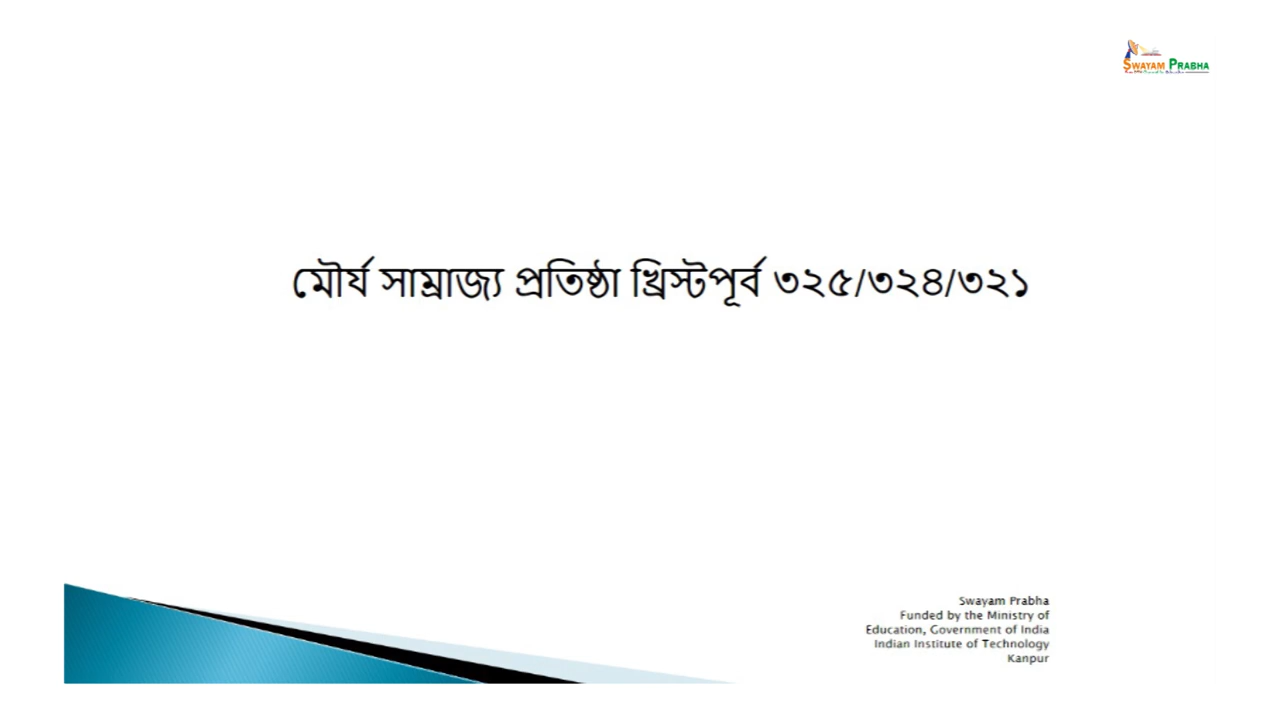 SWAYAM PRABHA
মৌর্য সাম্রাজ্য প্রতিষ্ঠা খ্রিস্টপূর্ব ৩২৫/৩২৪/৩২১
Swayam Prabha
Funded by the Ministry of
Education, Government of India
Indian Institute of Technology
Kanpur